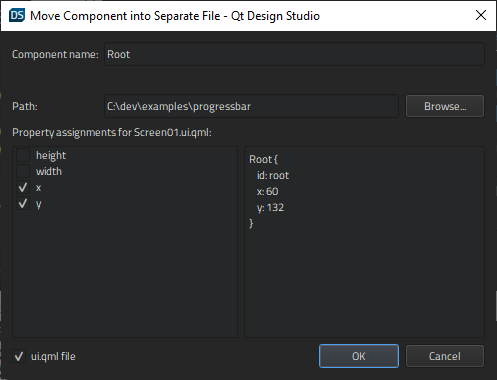 DS Move Component into Separate File - Qt Design Studio
Component name: Root
Path: C:\dev\examples\progressbar Browse...
Property assignments for Screen01.ui.qml:
height
width
x
y
Root {
id: root
x: 60
y: 132
}
ui.qml file
OK
Cancel